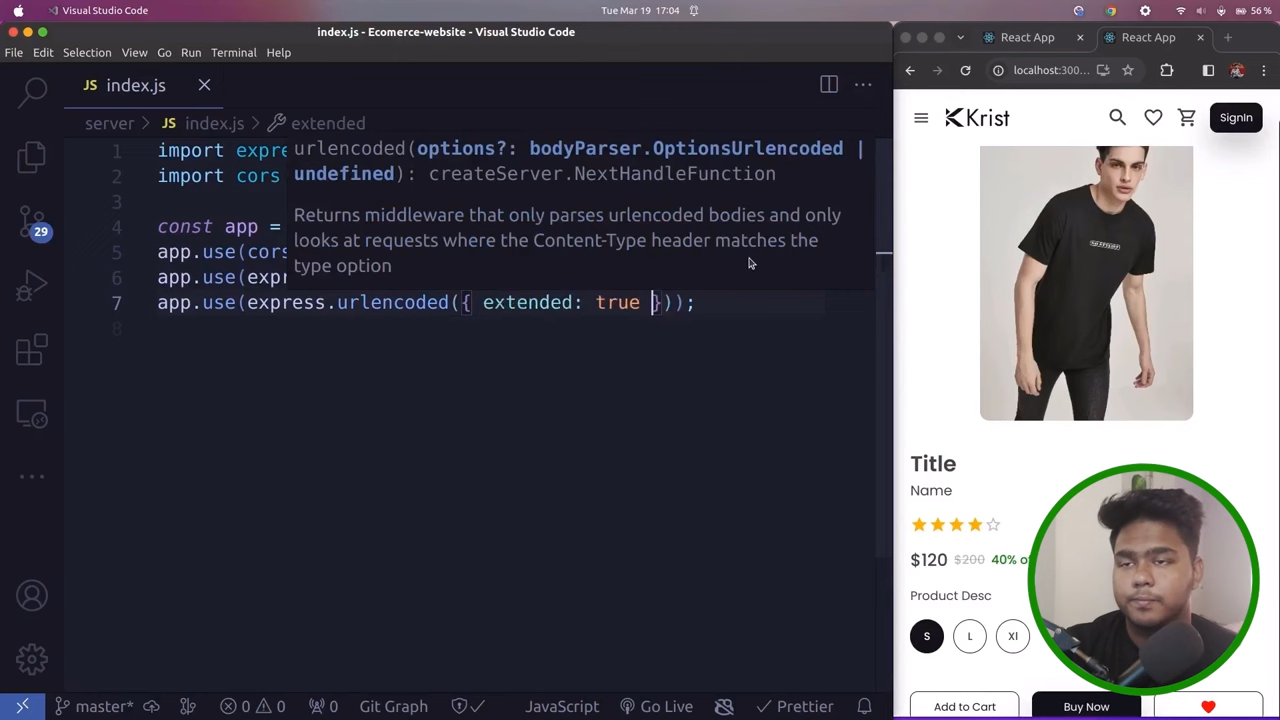 Visual Studio Code
Tue Mar 19 17:04
56 %
index.js - Ecomerce-website - Visual Studio Code
File Edit Selection View Go Run Terminal Help
JS index.js
server > JS index.js > extended
1 import expre
2 import cors
3
4 const app =
5 app.use(cors
6 app.use(expr
7 app.use(express.urlencoded({ extended: true }));
8
urlencoded(options?: bodyParser.OptionsUrlencoded |
undefined): createServer.NextHandleFunction
Returns middleware that only parses urlencoded bodies and only
looks at requests where the Content-Type header matches the
type option
29
master* 0 0 0 Git Graph JavaScript Go Live Prettier
React App React App
localhost:300...
Krist
SignIn
Title
Name
$120 $200 40% o
Product Desc
S L Xl
Add to Cart Buy Now